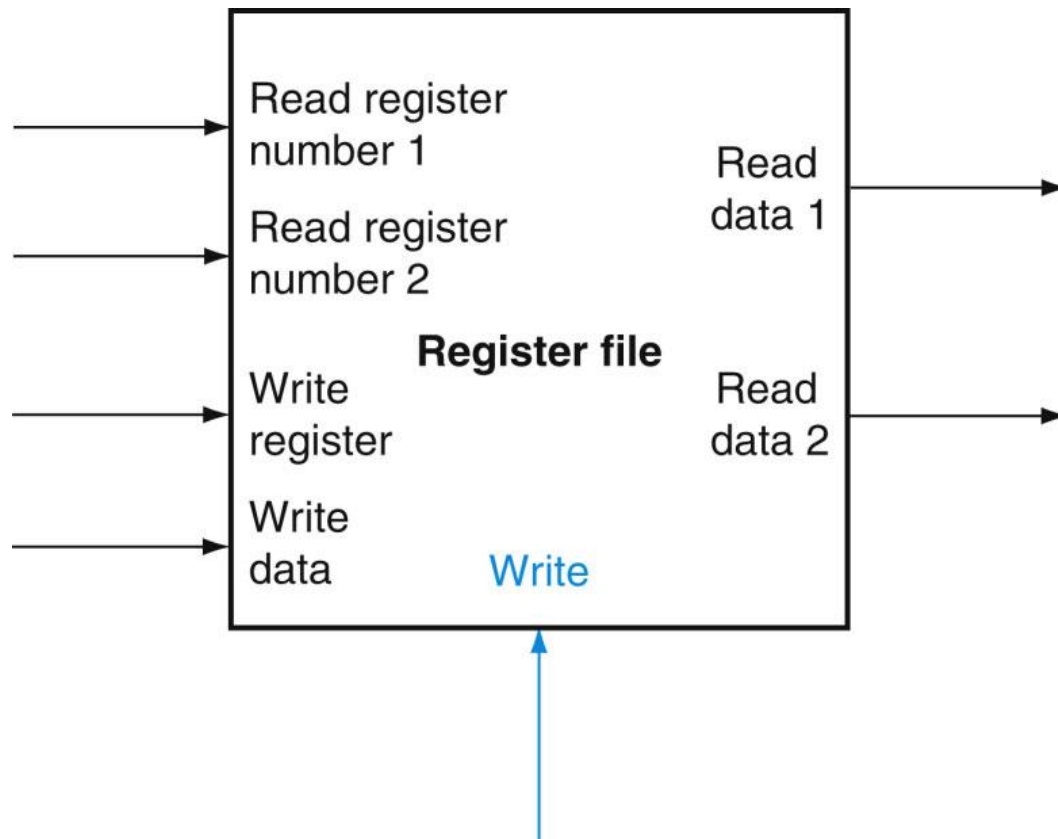 Read register
number 1
Read
data 1
Read register
number 2
Register file
Write
register
Read
data 2
Write
data
Write